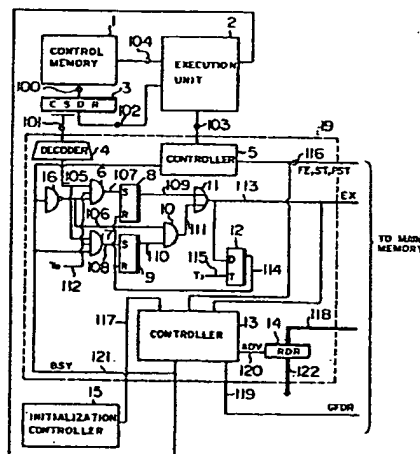 1
2
CONTROL MEMORY
104
EXECUTION UNIT
100
3
CSDR
102
101
103
19
DECODER
4
CONTROLLER
5
116
FE,ST,PST
16
105
6
107
8
109
11
113
EX
S
R
106
7
10
111
12
108
S
R
110
9
D
T
115
114
112
TO MAIN MEMORY
117
CONTROLLER
13
14
118
ADV
RDR
120
BSY
121
119
122
15
INITIALIZATION CONTROLLER
GFDR